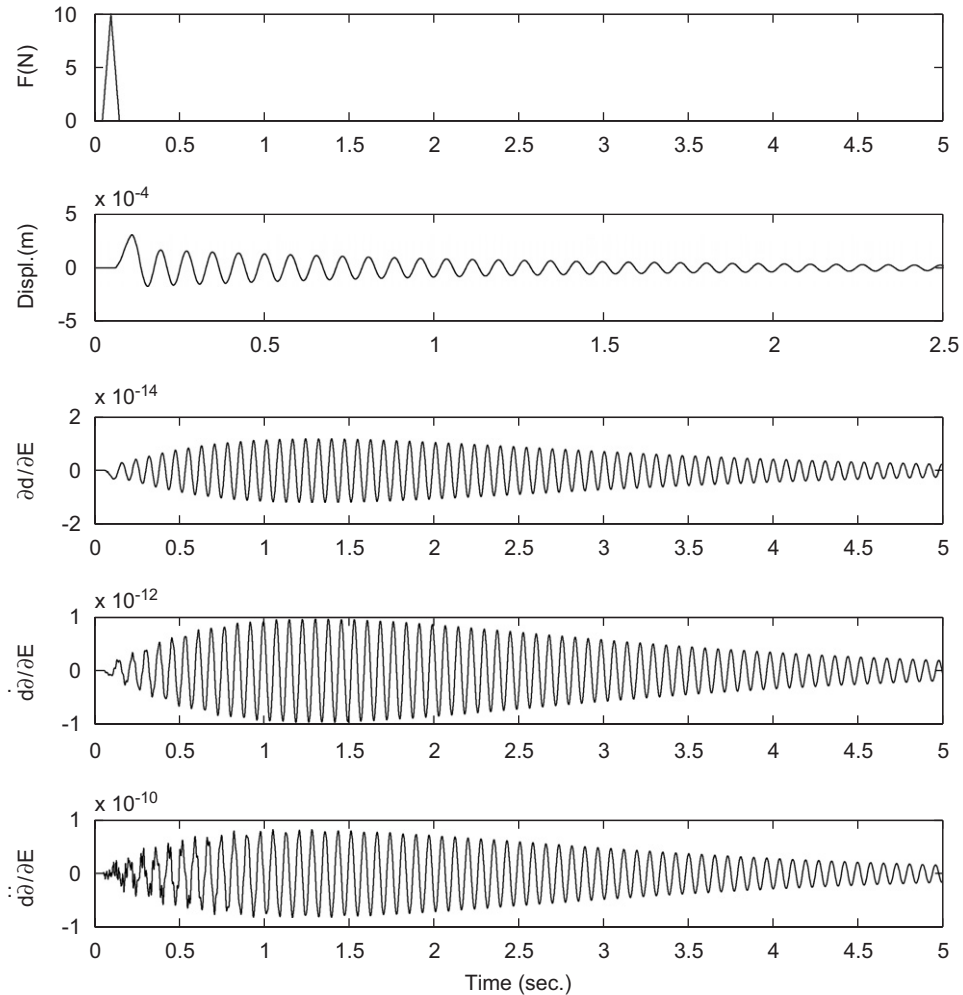 F(N)
10
5
0
0 0.5 1 1.5 2 2.5 3 3.5 4 4.5 5
x 10⁻⁴
Displ.(m)
5
0
-5
0 0.5 1 1.5 2 2.5
x 10⁻¹⁴
∂d/∂E
2
0
-2
0 0.5 1 1.5 2 2.5 3 3.5 4 4.5 5
x 10⁻¹²
ḋ∂/∂E
1
0
-1
0 0.5 1 1.5 2 2.5 3 3.5 4 4.5 5
x 10⁻¹⁰
d̈∂/∂E
1
0
-1
0 0.5 1 1.5 2 2.5 3 3.5 4 4.5 5
Time (sec.)